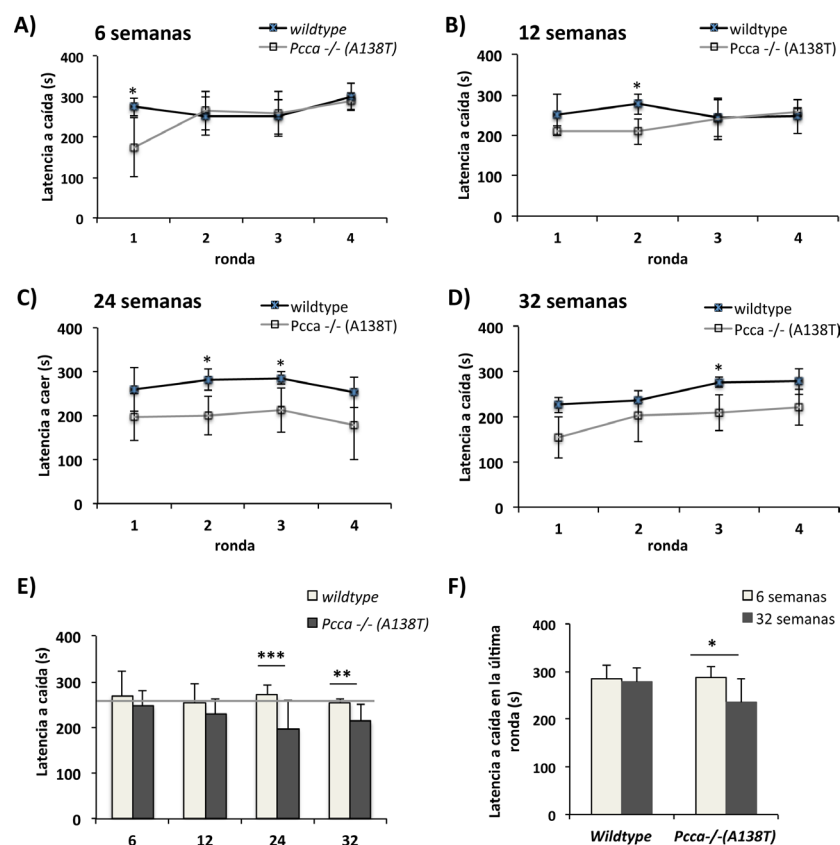 A)
6 semanas
wildtype
Pcca -/- (A138T)
Latencia a caída (s)
400
300
200
100
0
*
1 2 3 4
ronda
B)
12 semanas
wildtype
Pcca -/- (A138T)
Latencia a caída (s)
400
300
200
100
0
*
1 2 3 4
ronda
C)
24 semanas
wildtype
Pcca -/- (A138T)
Latencia a caer (s)
400
300
200
100
0
* *
1 2 3 4
ronda
D)
32 semanas
wildtype
Pcca -/- (A138T)
Latencia a caída (s)
400
300
200
100
0
*
1 2 3 4
ronda
E)
wildtype
Pcca -/- (A138T)
Latencia a caída (s)
400
300
200
100
0
*** **
6 12 24 32
F)
6 semanas
32 semanas
Latencia a caída en la última
ronda (s)
400
300
200
100
0
*
Wildtype Pcca-/-(A138T)